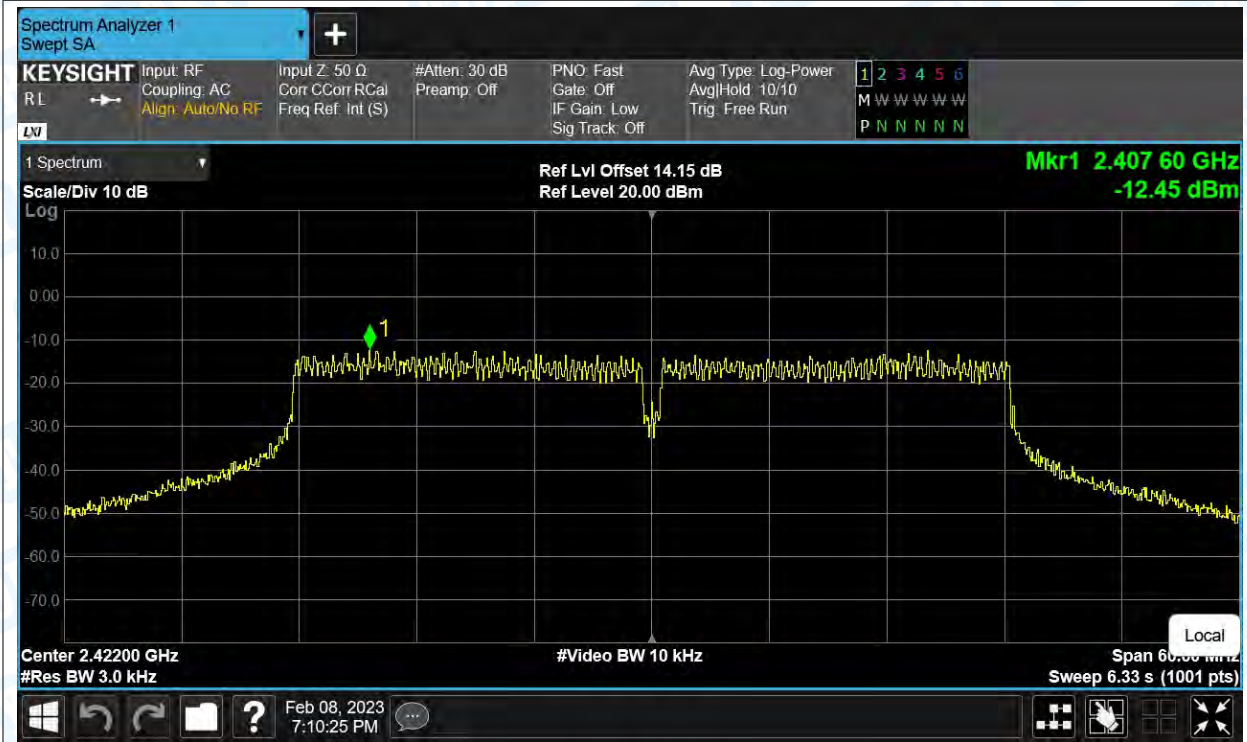 Spectrum Analyzer 1
Swept SA
+
KEYSIGHT
R L
LXI
Input: RF
Coupling: AC
Align: Auto/No RF
Input Z: 50 Ω
Corr CCorr RCal
Freq Ref: Int (S)
#Atten: 30 dB
Preamp: Off
PNO: Fast
Gate: Off
IF Gain: Low
Sig Track: Off
Avg Type: Log-Power
Avg|Hold: 10/10
Trig: Free Run
1 2 3 4 5 6
M W W W W W W
P N N N N N N
1 Spectrum
Scale/Div 10 dB
Ref Lvl Offset 14.15 dB
Ref Level 20.00 dBm
Mkr1 2.407 60 GHz
-12.45 dBm
Log
10.0
0.00
-10.0
-20.0
-30.0
-40.0
-50.0
-60.0
-70.0
1
Local
Center 2.42200 GHz
#Video BW 10 kHz
Span 60.00 MHz
#Res BW 3.0 kHz
Sweep 6.33 s (1001 pts)
?
Feb 08, 2023
7:10:25 PM